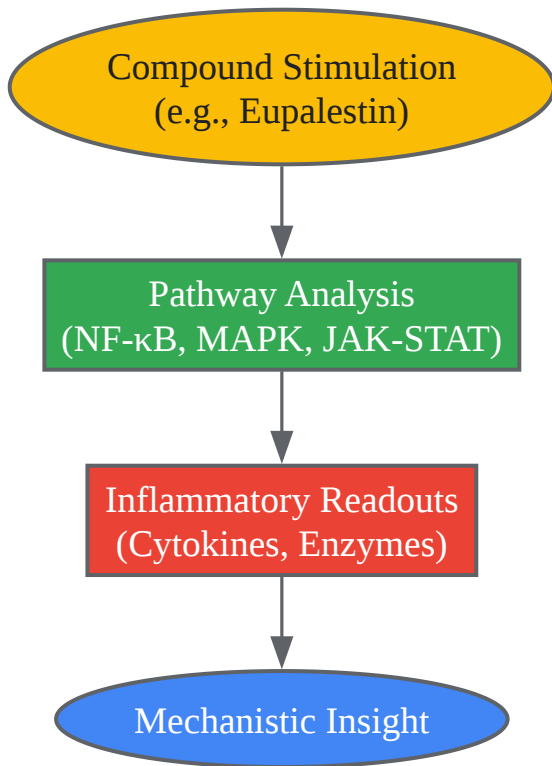 Compound Stimulation
(e.g., Eupalestin)
Pathway Analysis
(NF-κB, MAPK, JAK-STAT)
Inflammatory Readouts
(Cytokines, Enzymes)
Mechanistic Insight